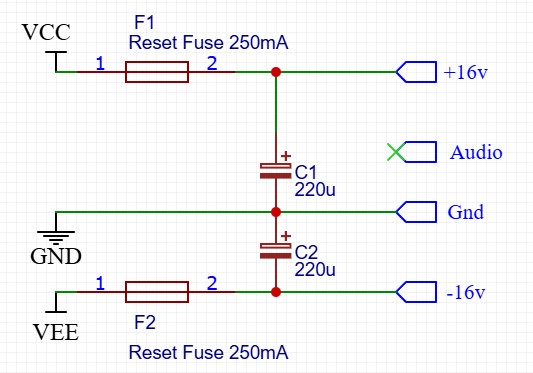 F1
VCC
Reset Fuse 250mA
1
2
+16v
Audio
+
C1
220u
Gnd
GND
+
C2
220u
1
2
-16v
VEE
F2
Reset Fuse 250mA